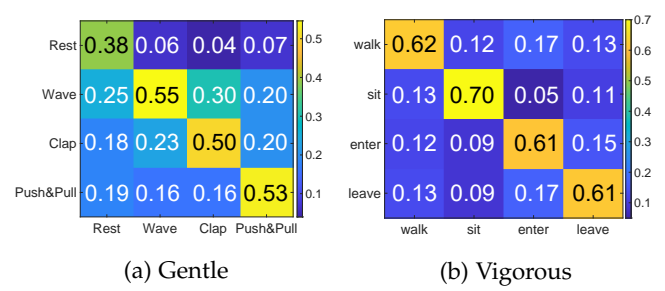 Rest 0.38 0.06 0.04 0.07
Wave 0.25 0.55 0.30 0.20
Clap 0.18 0.23 0.50 0.20
Push&Pull 0.19 0.16 0.16 0.53
Rest Wave Clap Push&Pull
0.5
0.4
0.3
0.2
0.1
(a) Gentle
walk 0.62 0.12 0.17 0.13
sit 0.13 0.70 0.05 0.11
enter 0.12 0.09 0.61 0.15
leave 0.13 0.09 0.17 0.61
walk sit enter leave
0.7
0.6
0.5
0.4
0.3
0.2
0.1
(b) Vigorous